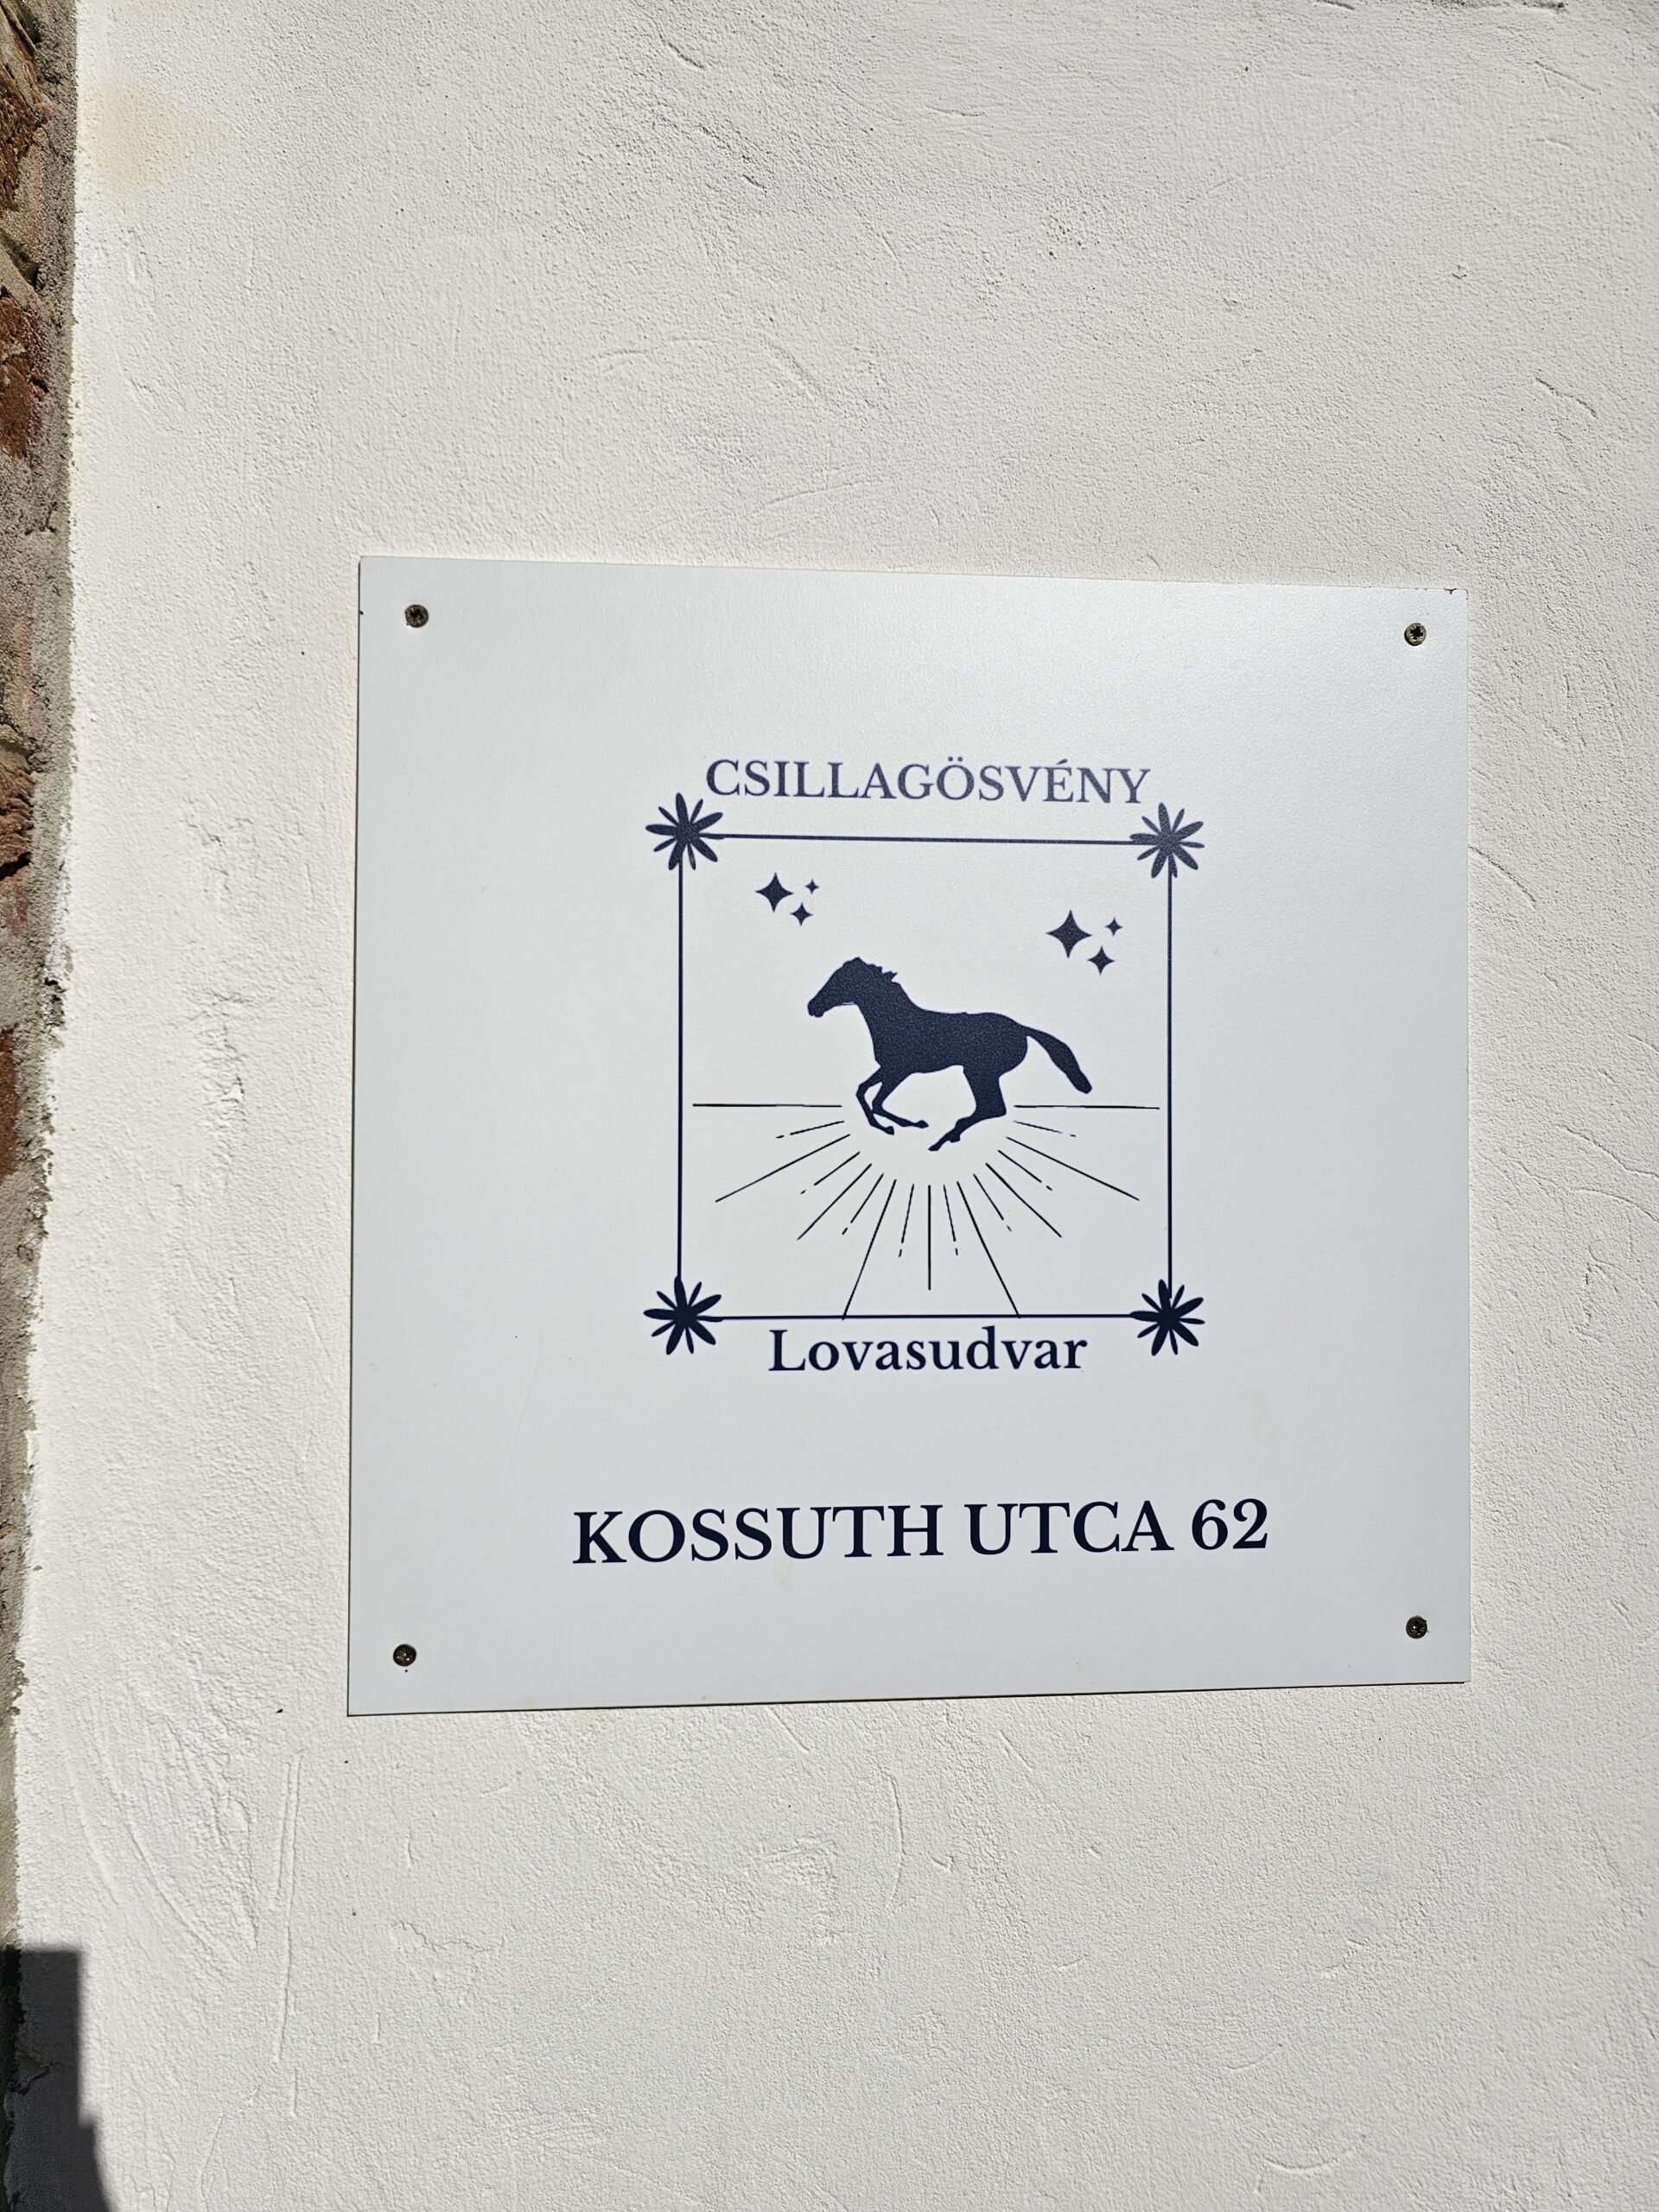 CSILLAGÖSVÉNY
Lovasudvar
KOSSUTH UTCA 62